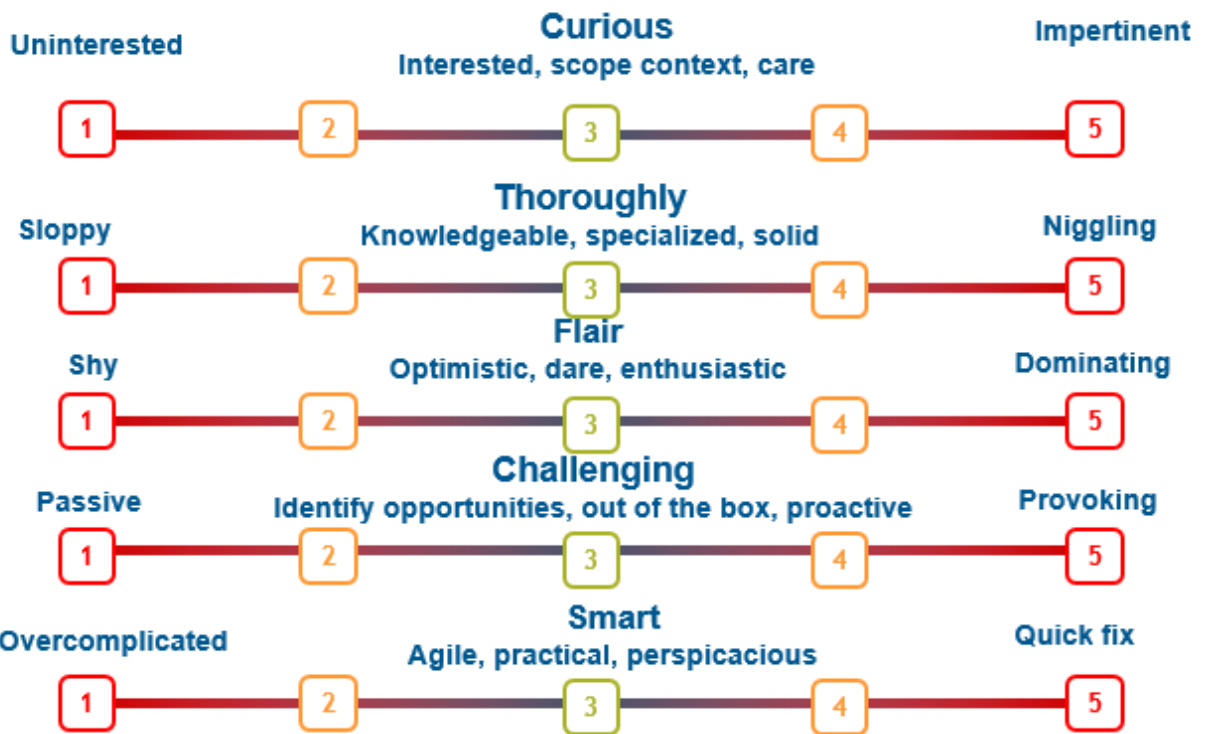 Curious
Uninterested
Impertinent
Interested, scope context, care
1 2 3 4 5
Thoroughly
Sloppy
Niggling
Knowledgeable, specialized, solid
1 2 3 4 5
Flair
Shy
Dominating
Optimistic, dare, enthusiastic
1 2 3 4 5
Challenging
Passive
Provoking
Identify opportunities, out of the box, proactive
1 2 3 4 5
Smart
Overcomplicated
Quick fix
Agile, practical, perspicacious
1 2 3 4 5